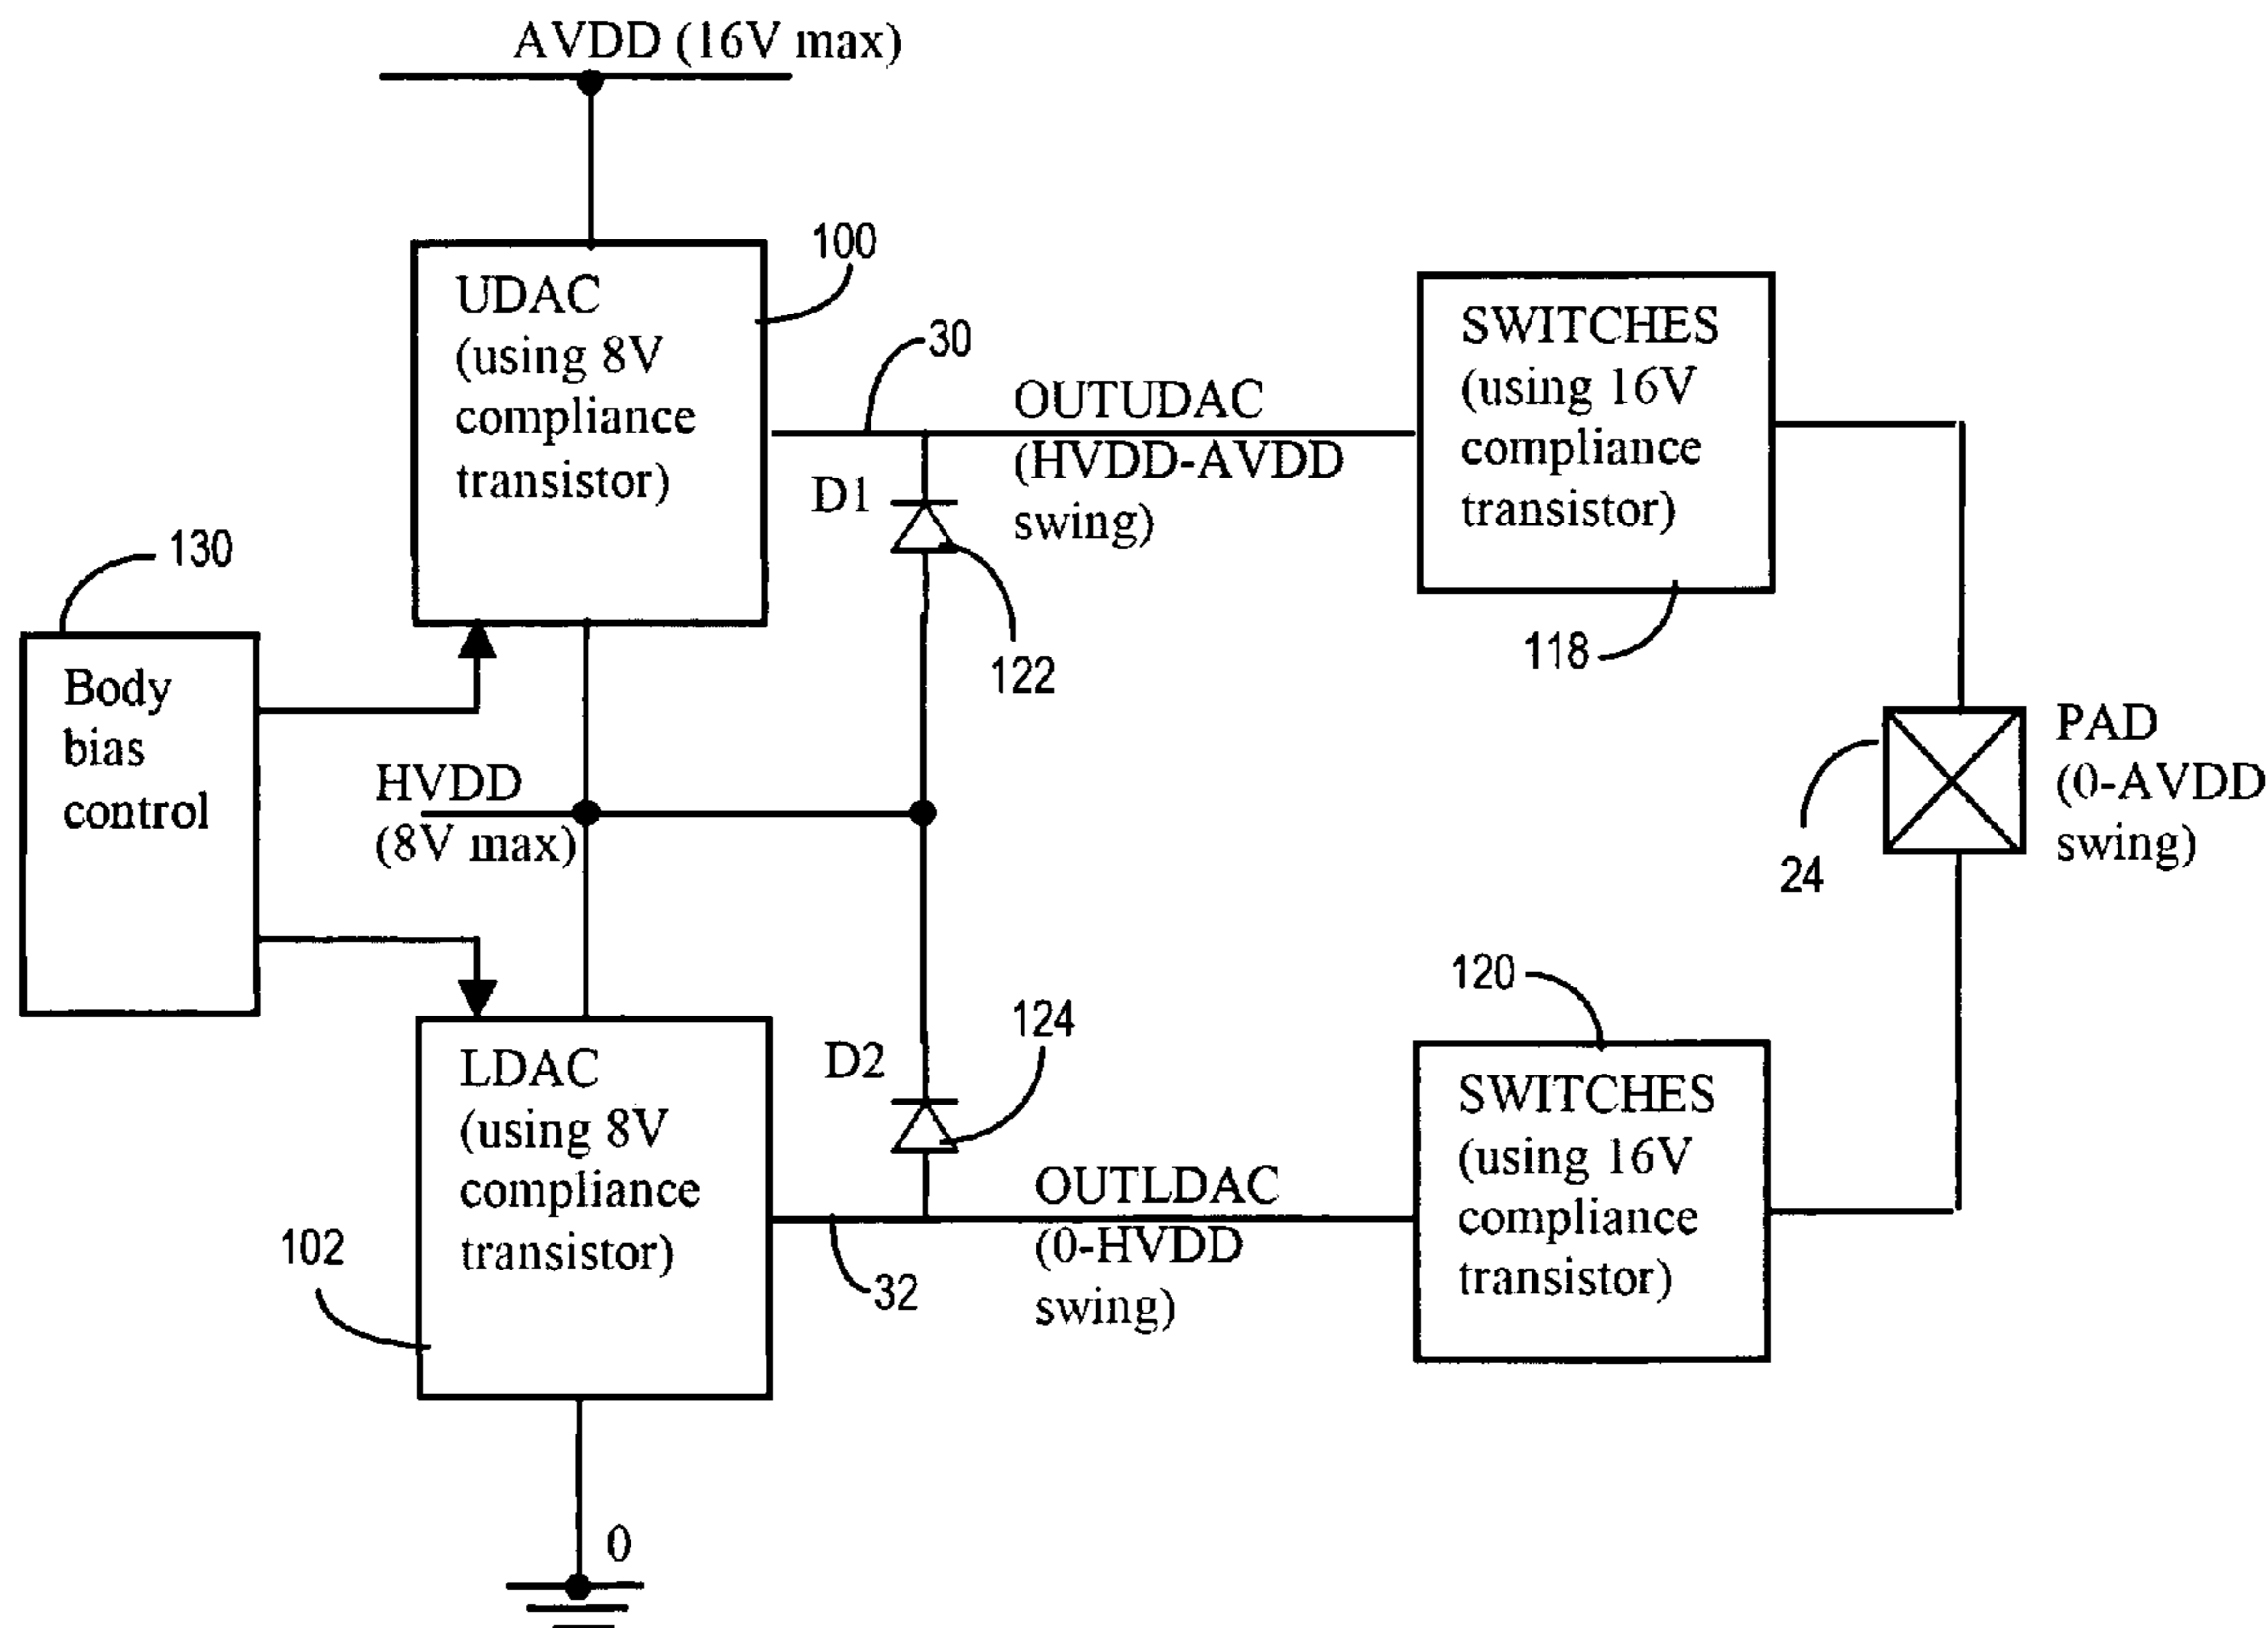 AVDD (16V max)
UDAC
(using 8V
compliance
transistor)
100
30
OUTUDAC
(HVDD-AVDD
swing)
D1
122
SWITCHES
(using 16V
compliance
transistor)
118
130
Body
bias
control
HVDD
(8V max)
PAD
(0-AVDD
swing)
24
LDAC
(using 8V
compliance
transistor)
102
D2
124
OUTLDAC
(0-HVDD
swing)
32
120
SWITCHES
(using 16V
compliance
transistor)
0